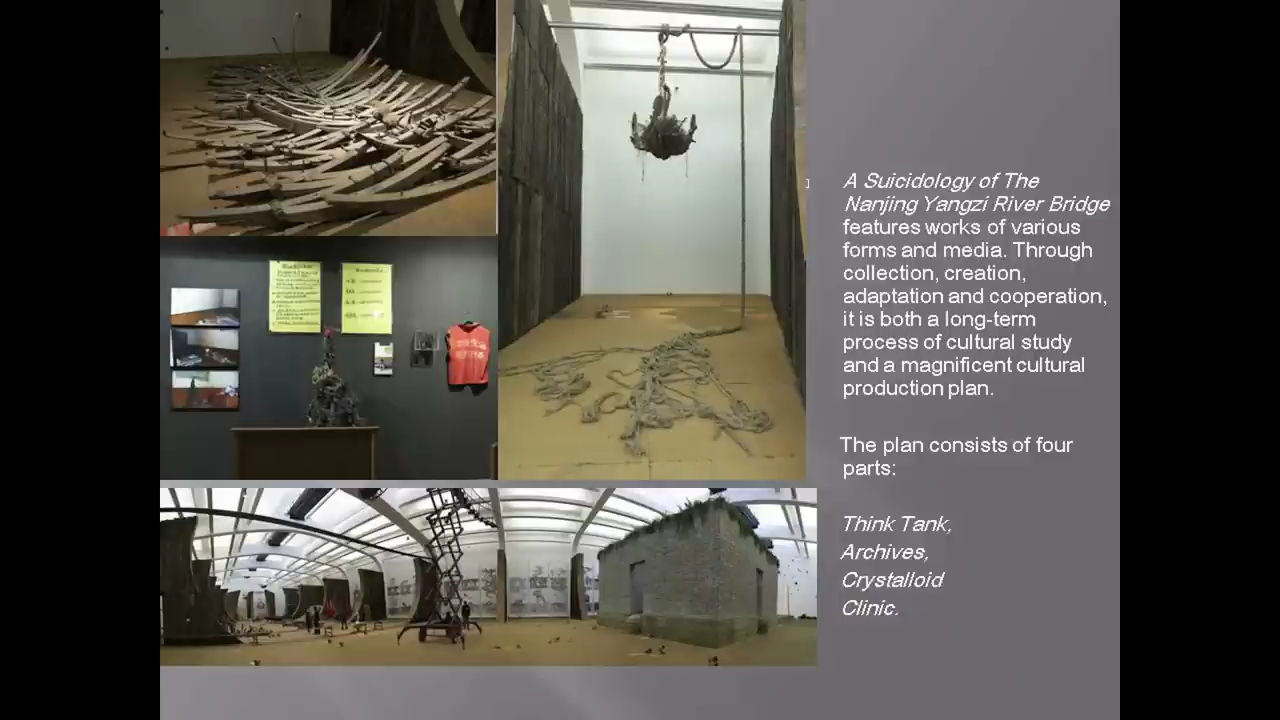 A Suicidology of The
Nanjing Yangzi River Bridge
features works of various
forms and media. Through
collection, creation,
adaptation and cooperation,
it is both a long-term
process of cultural study
and a magnificent cultural
production plan.
The plan consists of four
parts:
Think Tank,
Archives,
Crystalloid
Clinic.